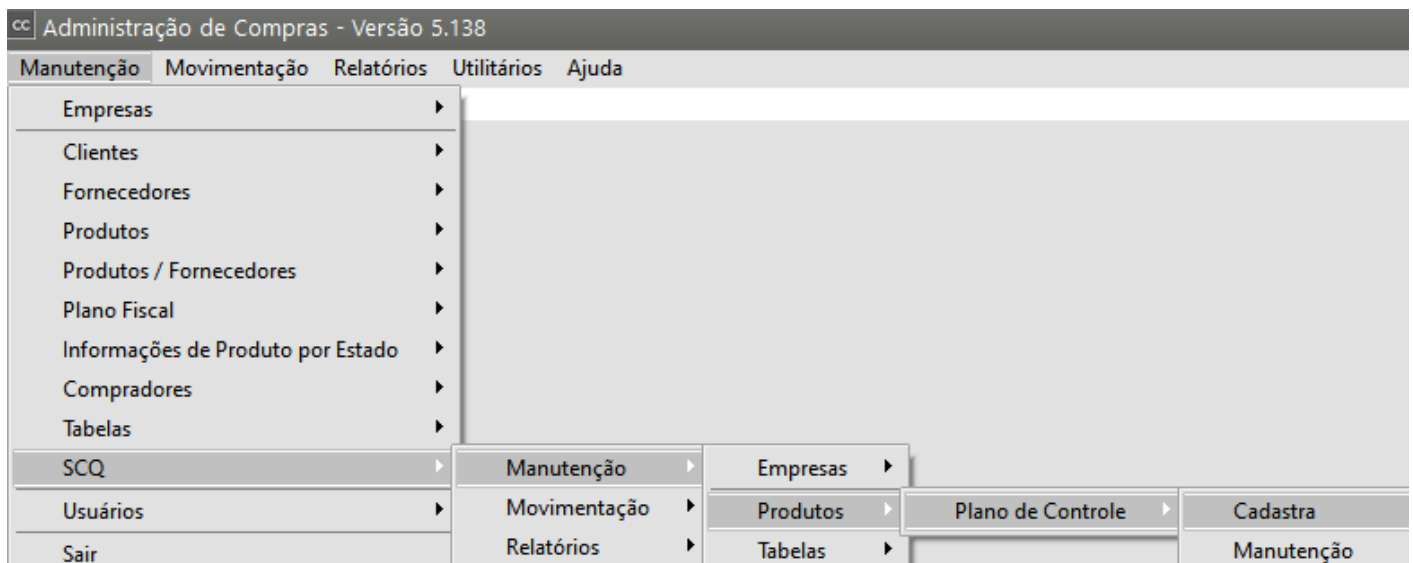 cc Administração de Compras - Versão 5.138
Manutenção Movimentação Relatórios Utilitários Ajuda
Empresas
Clientes
Fornecedores
Produtos
Produtos / Fornecedores
Plano Fiscal
Informações de Produto por Estado
Compradores
Tabelas
SCQ Manutenção Empresas
Usuários Movimentação Produtos Plano de Controle Cadastra
Sair Relatórios Tabelas Manutenção